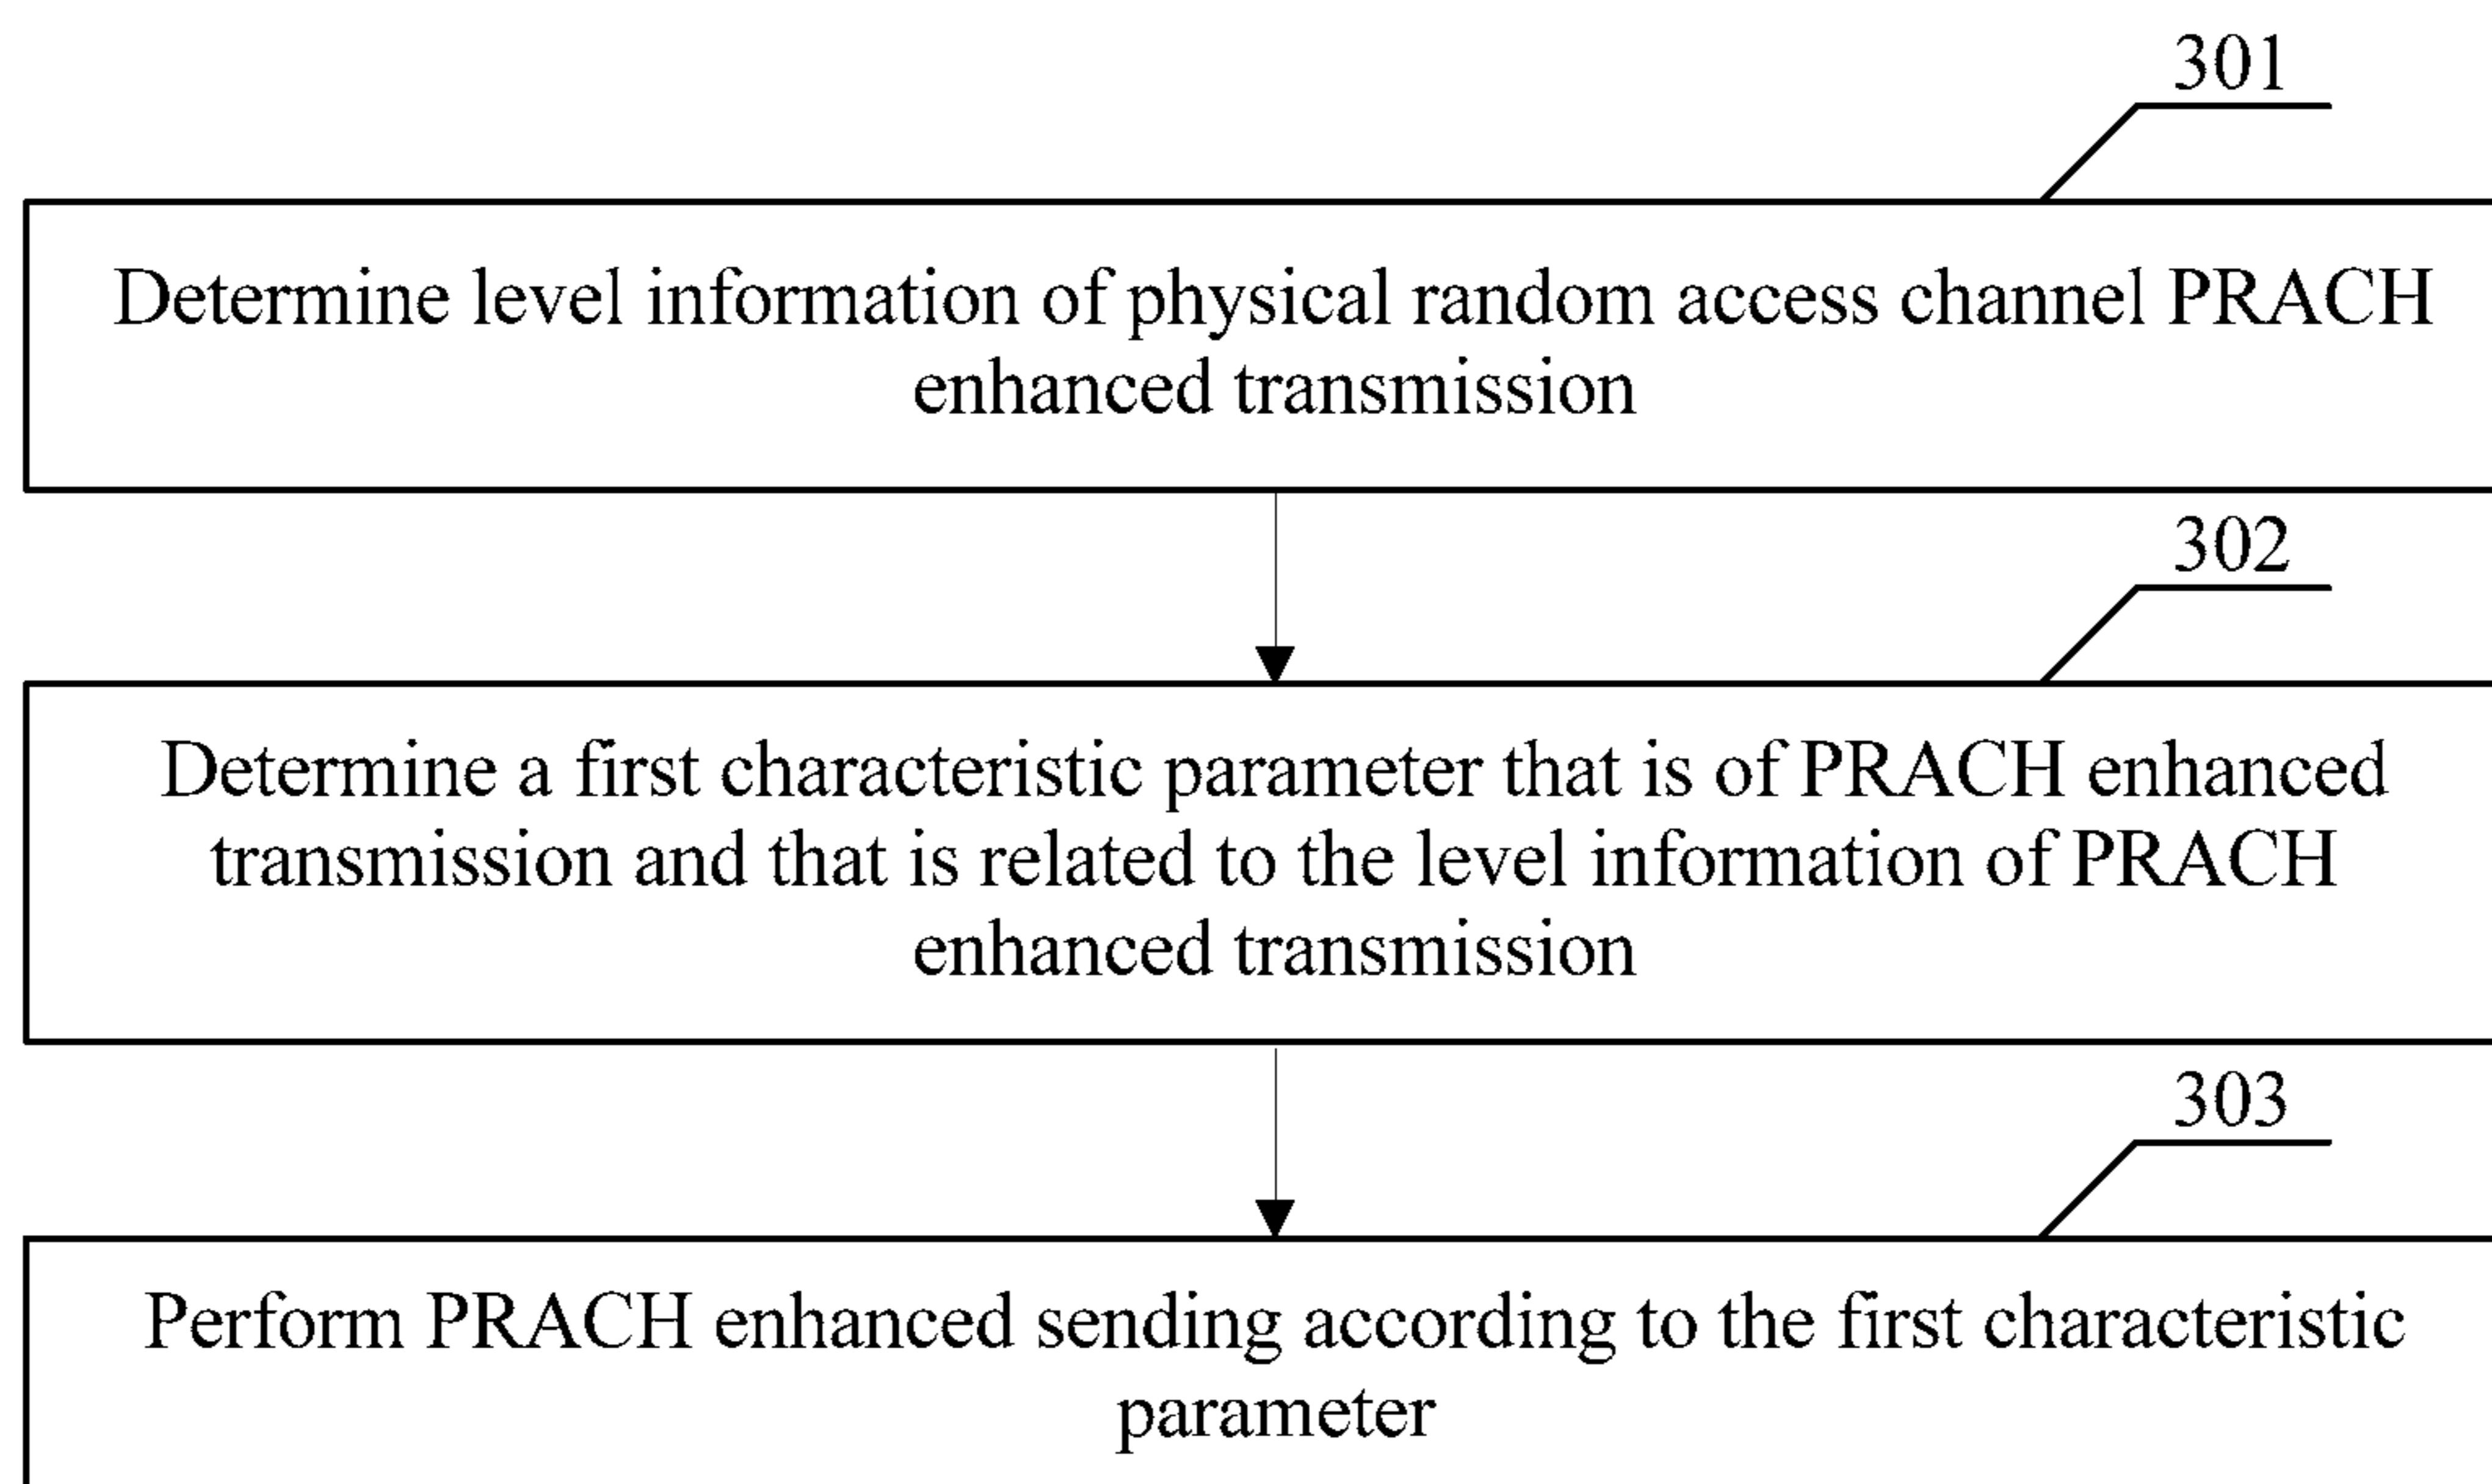 301
Determine level information of physical random access channel PRACH
enhanced transmission
302
Determine a first characteristic parameter that is of PRACH enhanced
transmission and that is related to the level information of PRACH
enhanced transmission
303
Perform PRACH enhanced sending according to the first characteristic
parameter